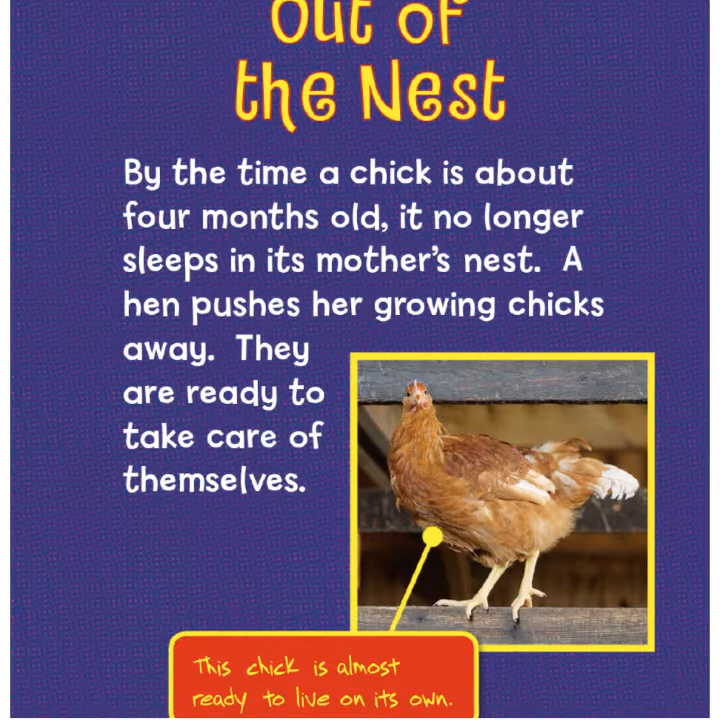 Out of
the Nest
By the time a chick is about
four months old, it no longer
sleeps in its mother's nest.  A
hen pushes her growing chicks
away.  They
are ready to
take care of
themselves.
This chick is almost
ready to live on its own.